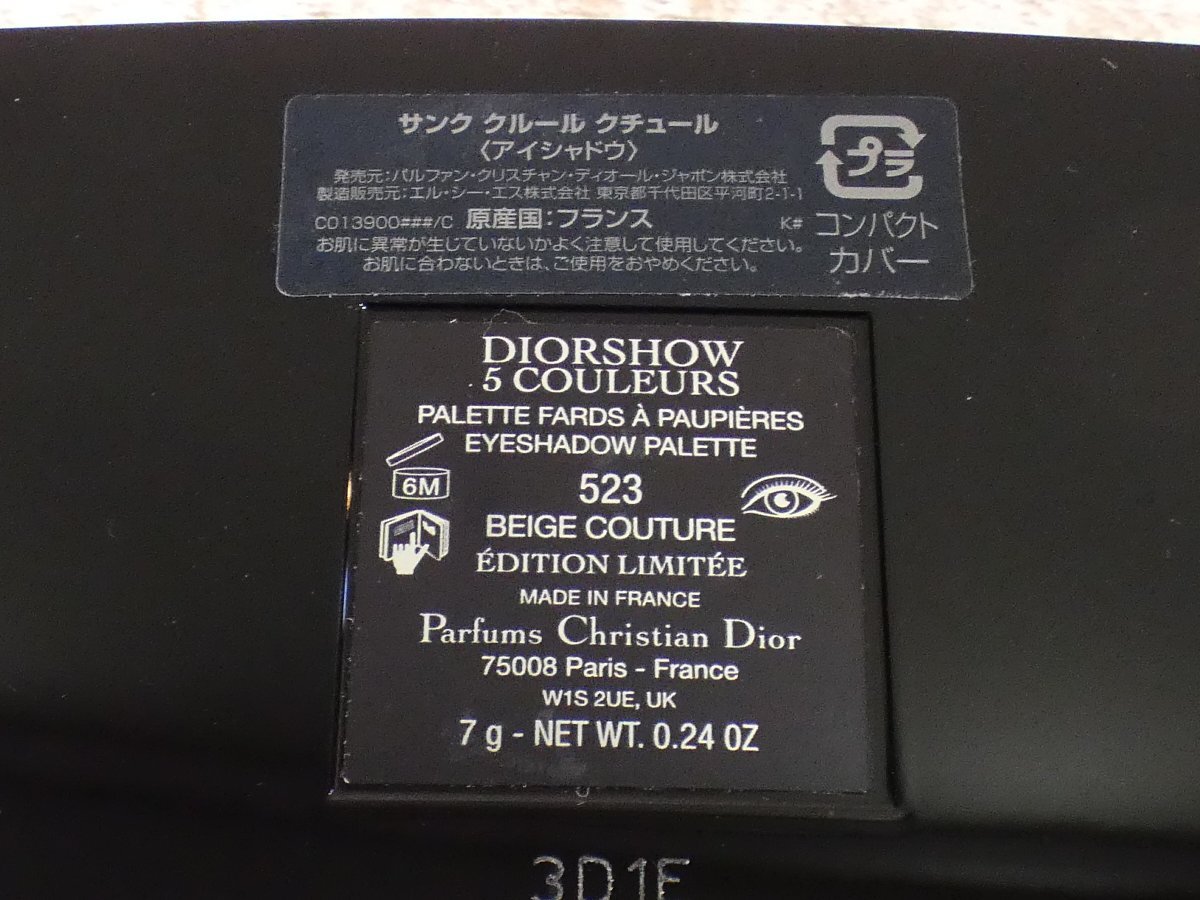 サンク クルール クチュール
〈アイシャドウ〉
発売元:パルファン・クリスチャン・ディオール・ジャポン株式会社
製造販売元:エル・シー・エス株式会社 東京都千代田区平河町2-1-1
C013900###/C 原産国:フランス K#
お肌に異常が生じていないかよく注意して使用してください。
お肌に合わないときは、ご使用をおやめください。
プラ
コンパクト
カバー
DIORSHOW
5 COULEURS
PALETTE FARDS À PAUPIÈRES
EYESHADOW PALETTE
6M
523
BEIGE COUTURE
ÉDITION LIMITÉE
MADE IN FRANCE
Parfums Christian Dior
75008 Paris - France
W1S 2UE, UK
7 g - NET WT. 0.24 OZ